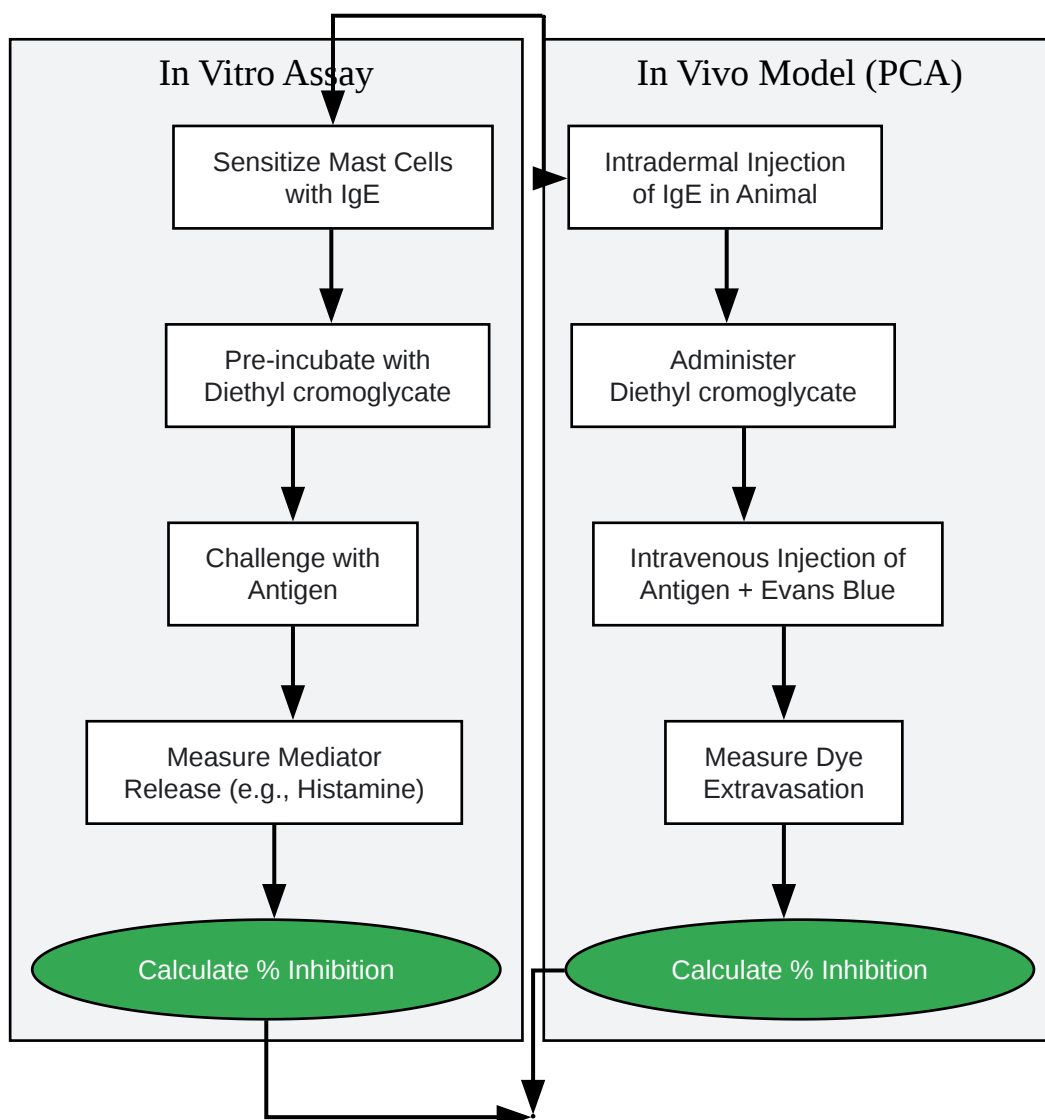 In Vitro Assay
Sensitize Mast Cells
with IgE
Pre-incubate with
Diethyl cromoglycate
Challenge with
Antigen
Measure Mediator
Release (e.g., Histamine)
Calculate % Inhibition
In Vivo Model (PCA)
Intradermal Injection
of IgE in Animal
Administer
Diethyl cromoglycate
Intravenous Injection of
Antigen + Evans Blue
Measure Dye
Extravasation
Calculate % Inhibition